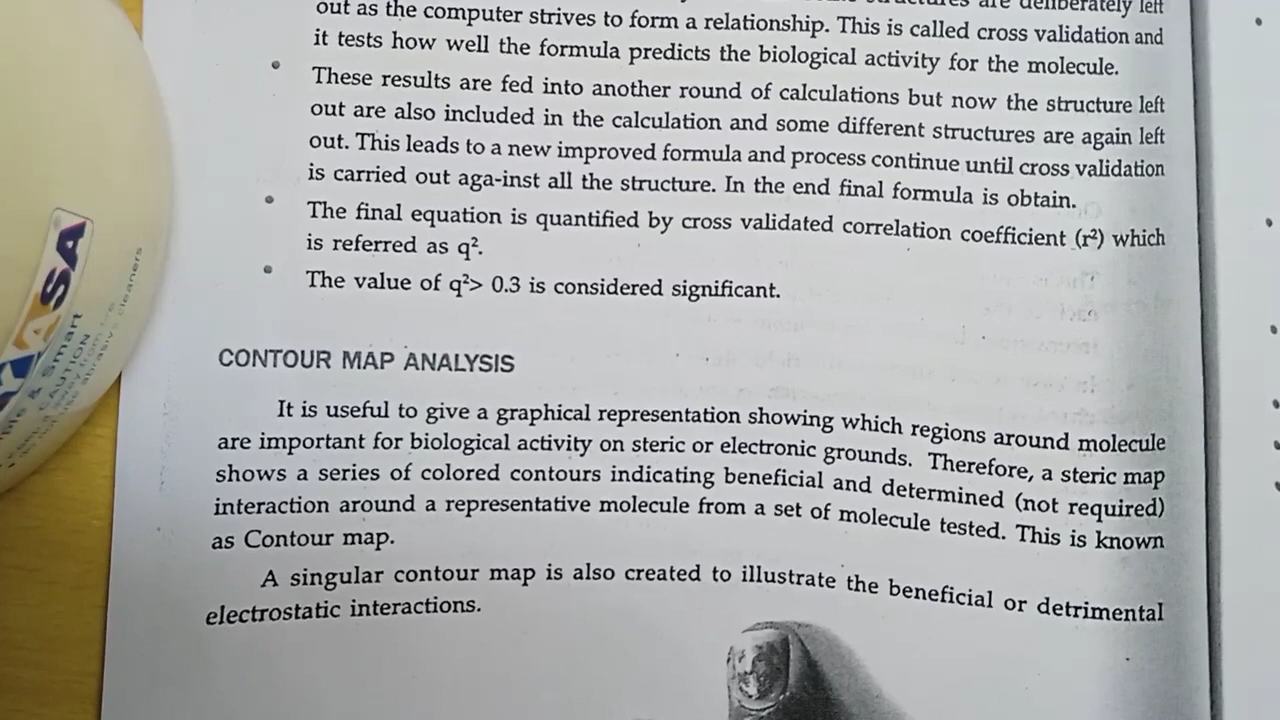 are deliberately left
out as the computer strives to form a relationship. This is called cross validation and
it tests how well the formula predicts the biological activity for the molecule.
• These results are fed into another round of calculations but now the structure left
out are also included in the calculation and some different structures are again left
out. This leads to a new improved formula and process continue until cross validation
is carried out aga-inst all the structure. In the end final formula is obtain.
• The final equation is quantified by cross validated correlation coefficient (r²) which
is referred as q².
• The value of q²> 0.3 is considered significant.
CONTOUR MAP ANALYSIS
It is useful to give a graphical representation showing which regions around molecule
are important for biological activity on steric or electronic grounds. Therefore, a steric map
shows a series of colored contours indicating beneficial and determined (not required)
interaction around a representative molecule from a set of molecule tested. This is known
as Contour map.
A singular contour map is also created to illustrate the beneficial or detrimental
electrostatic interactions.
ASA
& Smart
CAUTION
abrasive cleaners